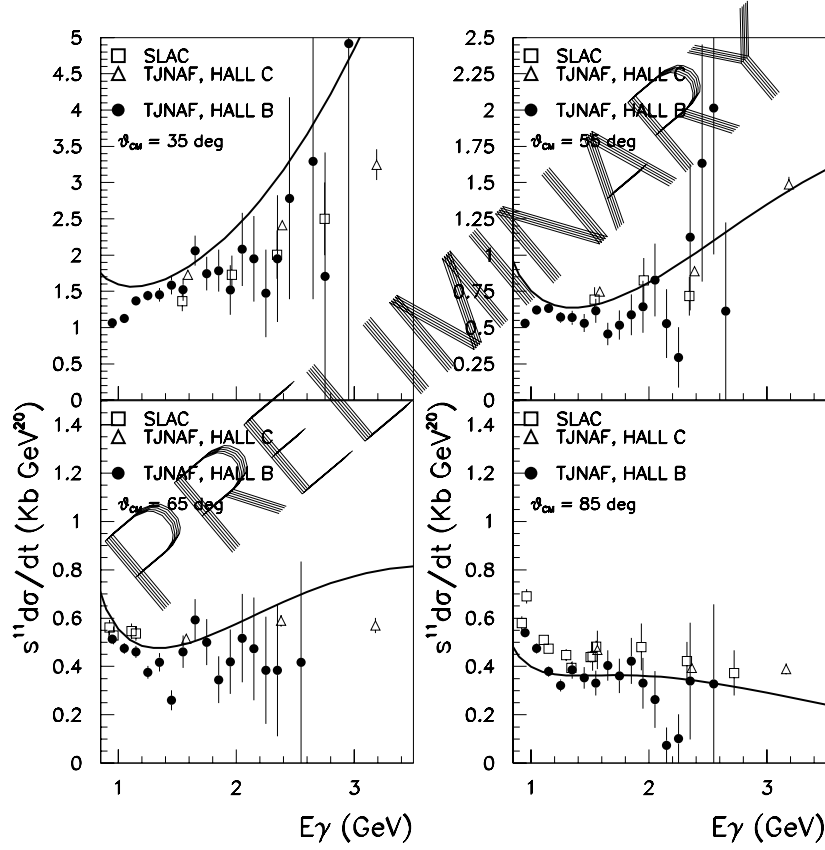 5
4.5
4
3.5
3
2.5
2
1.5
1
0.5
0
SLAC
TJNAF, HALL C
TJNAF, HALL B
ϑCM = 35 deg
2.5
2.25
2
1.75
1.5
1.25
1
0.75
0.5
0.25
0
SLAC
TJNAF, HALL C
TJNAF, HALL B
ϑCM = 55 deg
PRELIMINARY
s¹¹dσ/dt (Kb GeV²⁰)
1.4
1.2
1
0.8
0.6
0.4
0.2
0
SLAC
TJNAF, HALL C
TJNAF, HALL B
ϑCM = 65 deg
1 2 3
Eγ (GeV)
s¹¹dσ/dt (Kb GeV²⁰)
1.4
1.2
1
0.8
0.6
0.4
0.2
0
SLAC
TJNAF, HALL C
TJNAF, HALL B
ϑCM = 85 deg
1 2 3
Eγ (GeV)